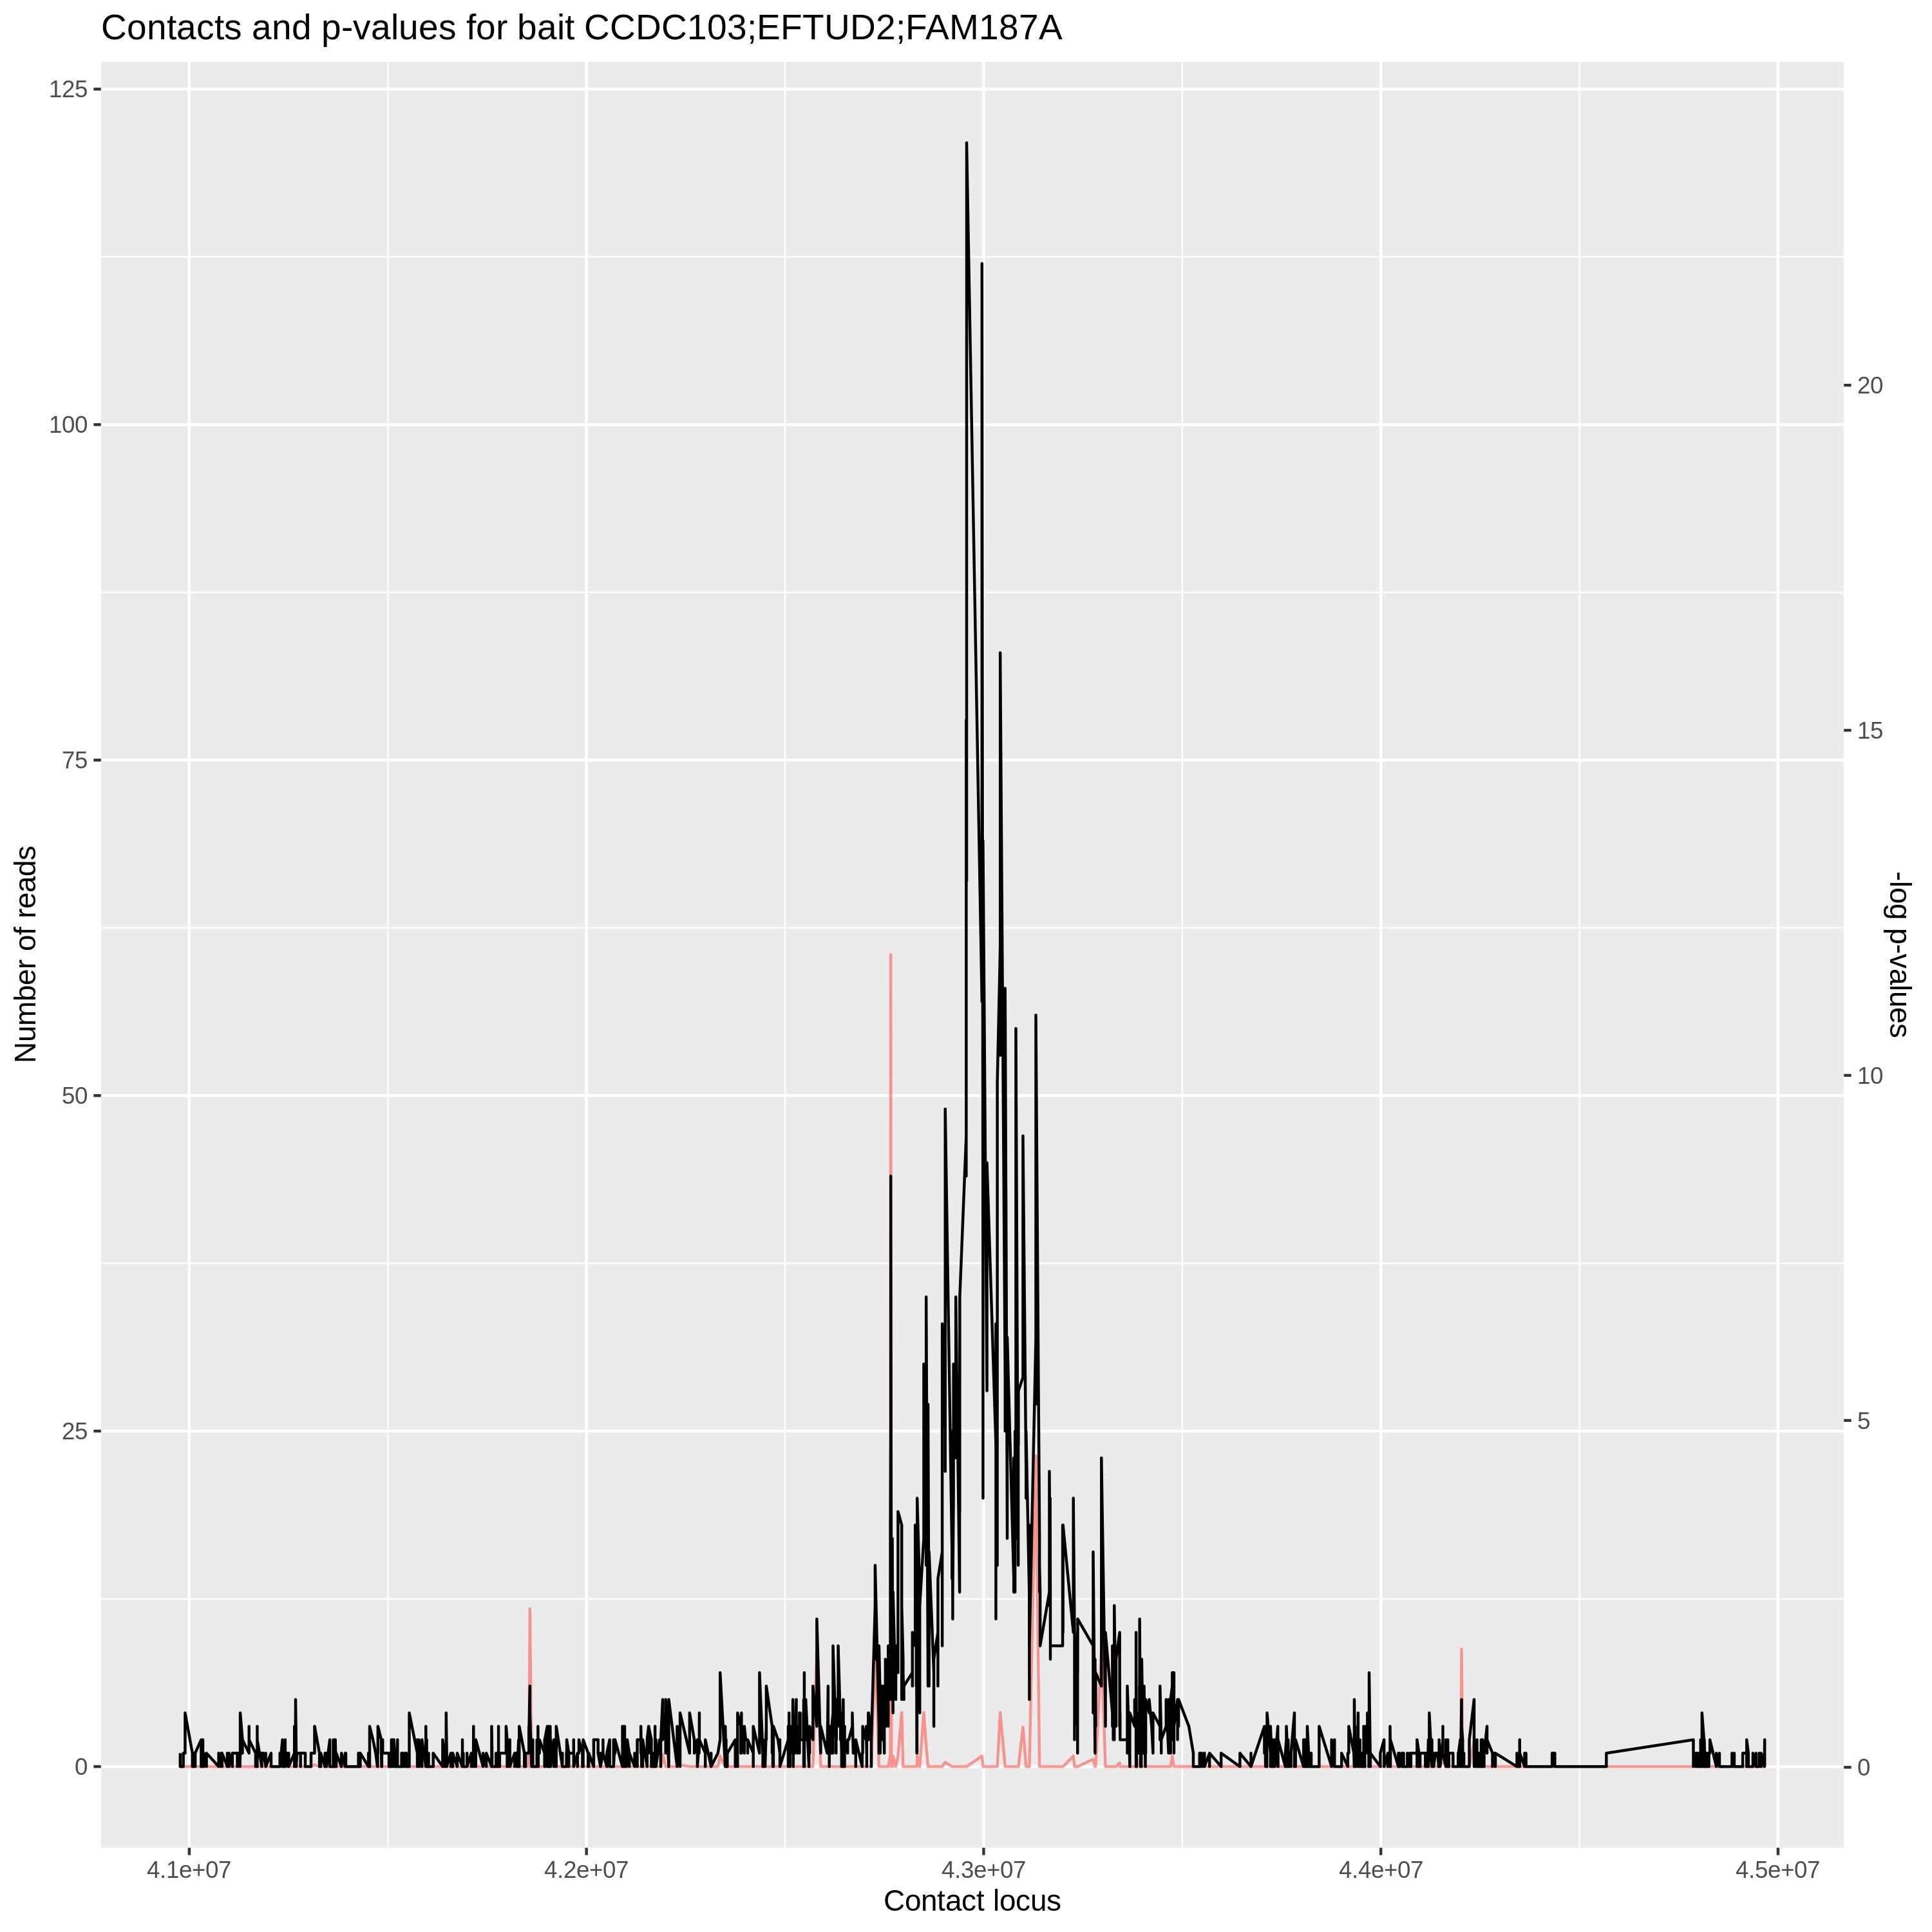 Contacts and p-values for bait CCDC103;EFTUD2;FAM187A
125
100
75
50
25
0
Number of reads
20
15
10
5
0
-log p-values
4.1e+07
4.2e+07
4.3e+07
4.4e+07
4.5e+07
Contact locus